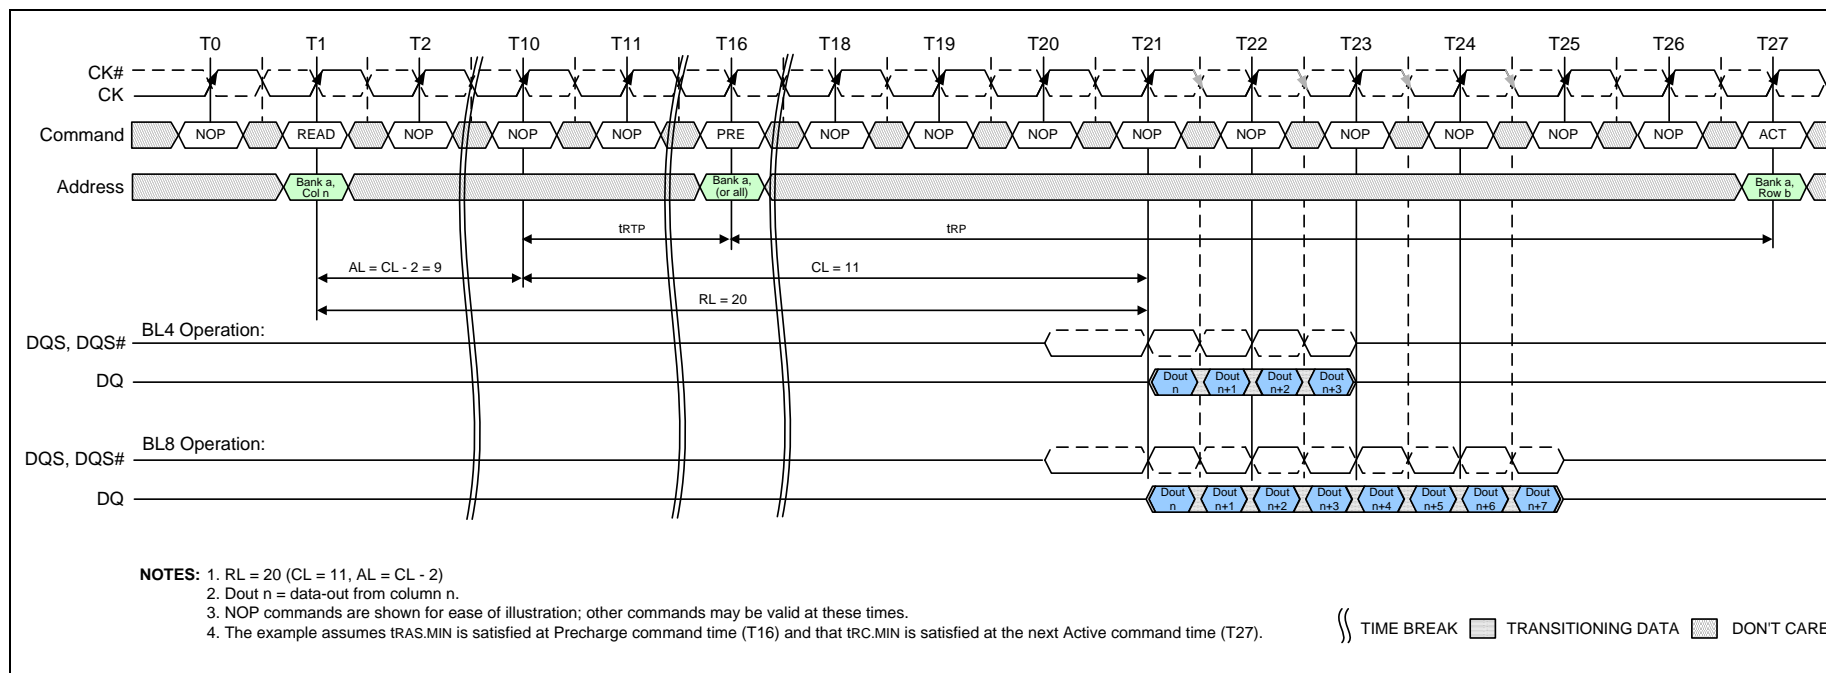 T0 T1 T2 T10 T11 T16 T18 T19 T20 T21 T22 T23 T24 T25 T26 T27
CK#
CK
Command NOP READ NOP NOP NOP PRE NOP NOP NOP NOP NOP NOP NOP NOP NOP ACT
Address Bank a, Col n Bank a, (or all) Bank a, Row b
tRTP tRP
AL = CL - 2 = 9 CL = 11
RL = 20
BL4 Operation:
DQS, DQS#
DQ Dout n Dout n+1 Dout n+2 Dout n+3
BL8 Operation:
DQS, DQS#
DQ Dout n Dout n+1 Dout n+2 Dout n+3 Dout n+4 Dout n+5 Dout n+6 Dout n+7
NOTES: 1. RL = 20 (CL = 11, AL = CL - 2)
2. Dout n = data-out from column n.
3. NOP commands are shown for ease of illustration; other commands may be valid at these times.
4. The example assumes tRAS.MIN is satisfied at Precharge command time (T16) and that tRC.MIN is satisfied at the next Active command time (T27).
TIME BREAK TRANSITIONING DATA DON'T CARE